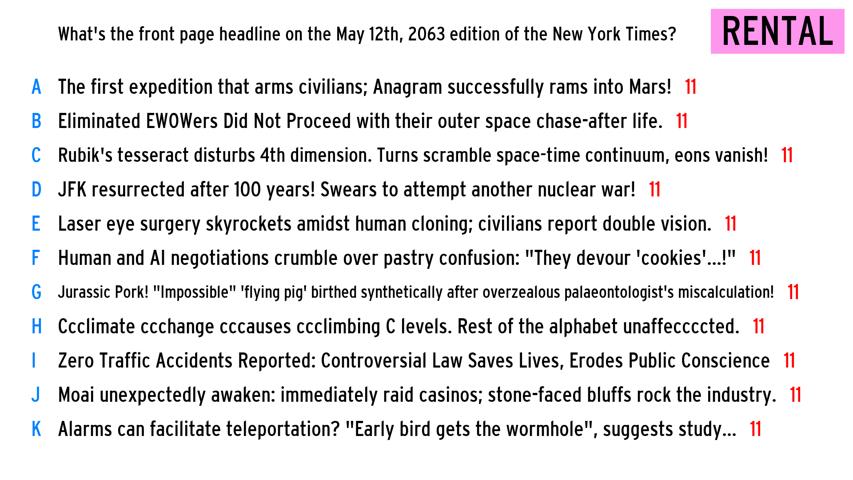 What's the front page headline on the May 12th, 2063 edition of the New York Times?
RENTAL
A The first expedition that arms civilians; Anagram successfully rams into Mars! 11
B Eliminated EWOWers Did Not Proceed with their outer space chase-after life. 11
C Rubik's tesseract disturbs 4th dimension. Turns scramble space-time continuum, eons vanish! 11
D JFK resurrected after 100 years! Swears to attempt another nuclear war! 11
E Laser eye surgery skyrockets amidst human cloning; civilians report double vision. 11
F Human and AI negotiations crumble over pastry confusion: "They devour 'cookies'...!" 11
G Jurassic Pork! "Impossible" 'flying pig' birthed synthetically after overzealous palaeontologist's miscalculation! 11
H Ccclimate ccchange cccauses ccclimbing C levels. Rest of the alphabet unaffecccccted. 11
I Zero Traffic Accidents Reported: Controversial Law Saves Lives, Erodes Public Conscience 11
J Moai unexpectedly awaken: immediately raid casinos; stone-faced bluffs rock the industry. 11
K Alarms can facilitate teleportation? "Early bird gets the wormhole", suggests study... 11